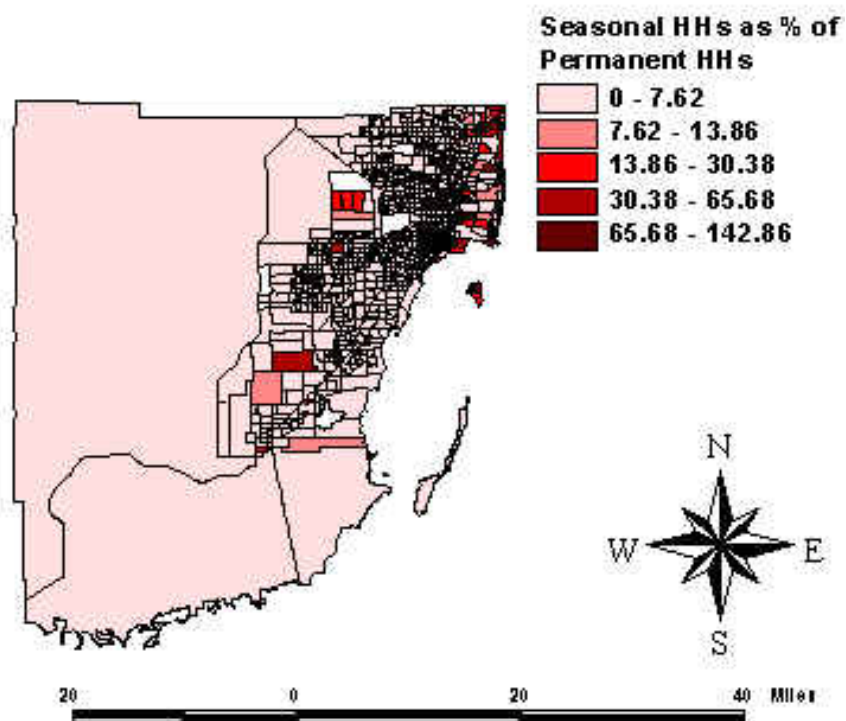 Seasonal HHs as % of
Permanent HHs
0 - 7.62
7.62 - 13.86
13.86 - 30.38
30.38 - 65.68
65.68 - 142.86
N
W E
S
20 0 20 40 Miles